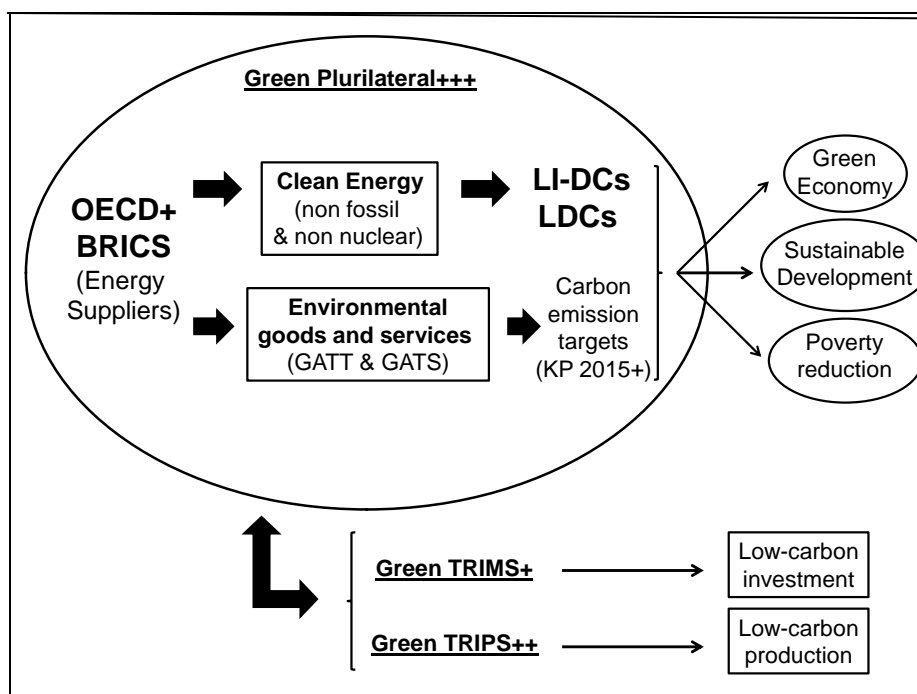 Green Plurilateral+++
OECD+
BRICS
(Energy
Suppliers)
Clean Energy
(non fossil
& non nuclear)
Environmental
goods and services
(GATT & GATS)
LI-DCs
LDCs
Carbon
emission
targets
(KP 2015+)
Green
Economy
Sustainable
Development
Poverty
reduction
Green TRIMS+
Low-carbon
investment
Green TRIPS++
Low-carbon
production